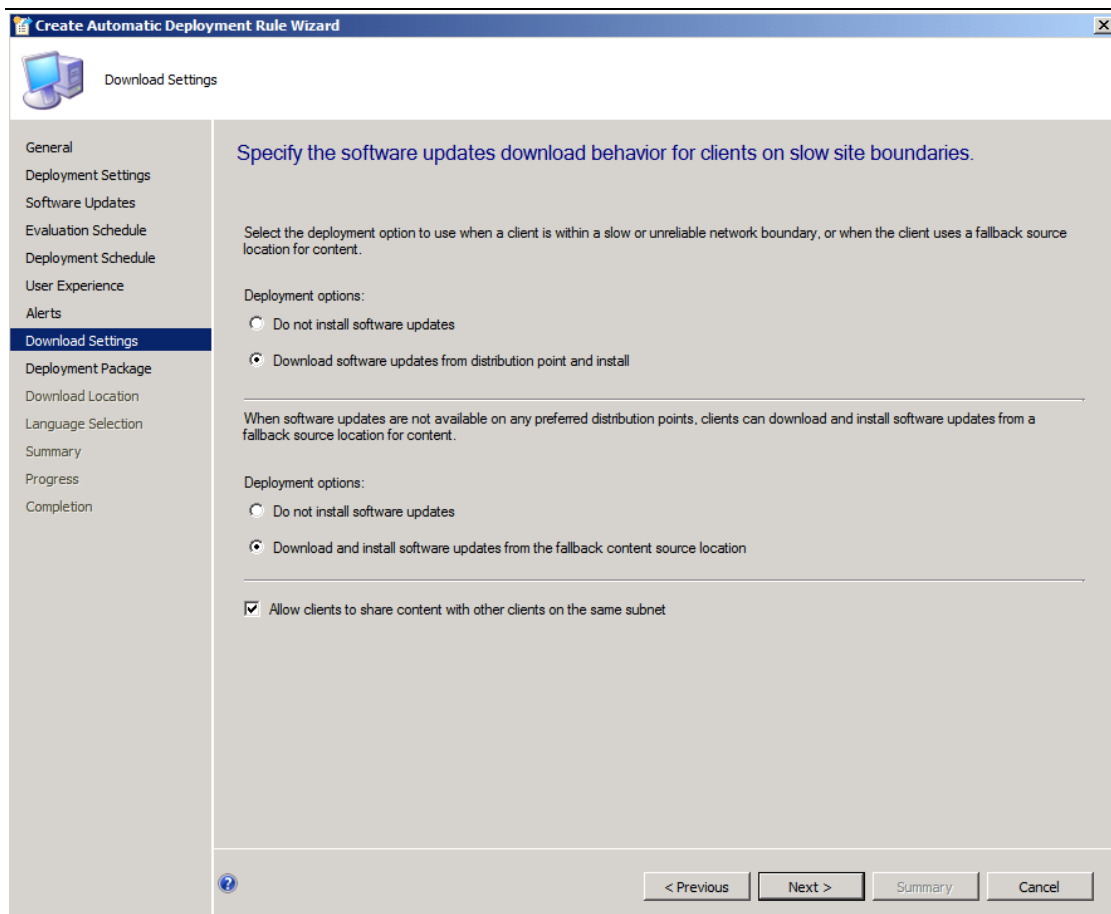 Create Automatic Deployment Rule Wizard
Download Settings
General
Deployment Settings
Software Updates
Evaluation Schedule
Deployment Schedule
User Experience
Alerts
Download Settings
Deployment Package
Download Location
Language Selection
Summary
Progress
Completion
Specify the software updates download behavior for clients on slow site boundaries.
Select the deployment option to use when a client is within a slow or unreliable network boundary, or when the client uses a fallback source
location for content.
Deployment options:
Do not install software updates
Download software updates from distribution point and install
When software updates are not available on any preferred distribution points, clients can download and install software updates from a
fallback source location for content.
Deployment options:
Do not install software updates
Download and install software updates from the fallback content source location
Allow clients to share content with other clients on the same subnet
< Previous
Next >
Summary
Cancel